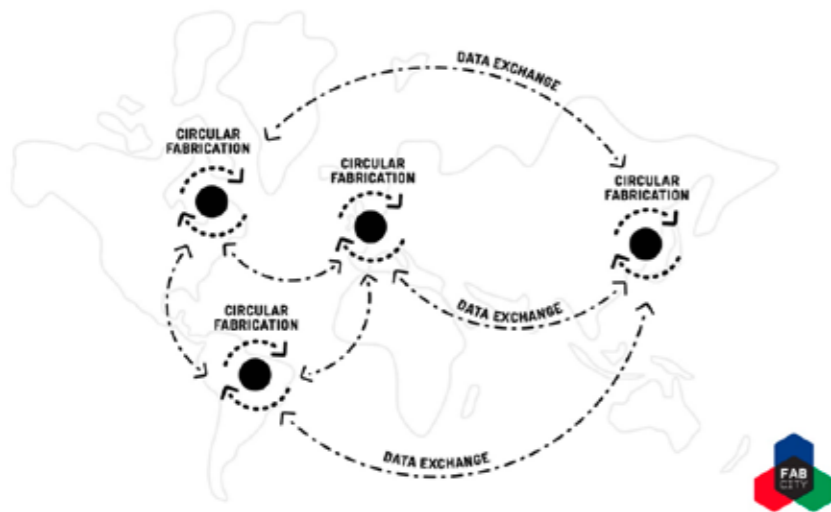 DATA EXCHANGE
CIRCULAR
FABRICATION
CIRCULAR
FABRICATION
CIRCULAR
FABRICATION
CIRCULAR
FABRICATION
DATA EXCHANGE
DATA EXCHANGE
FAB
CITY